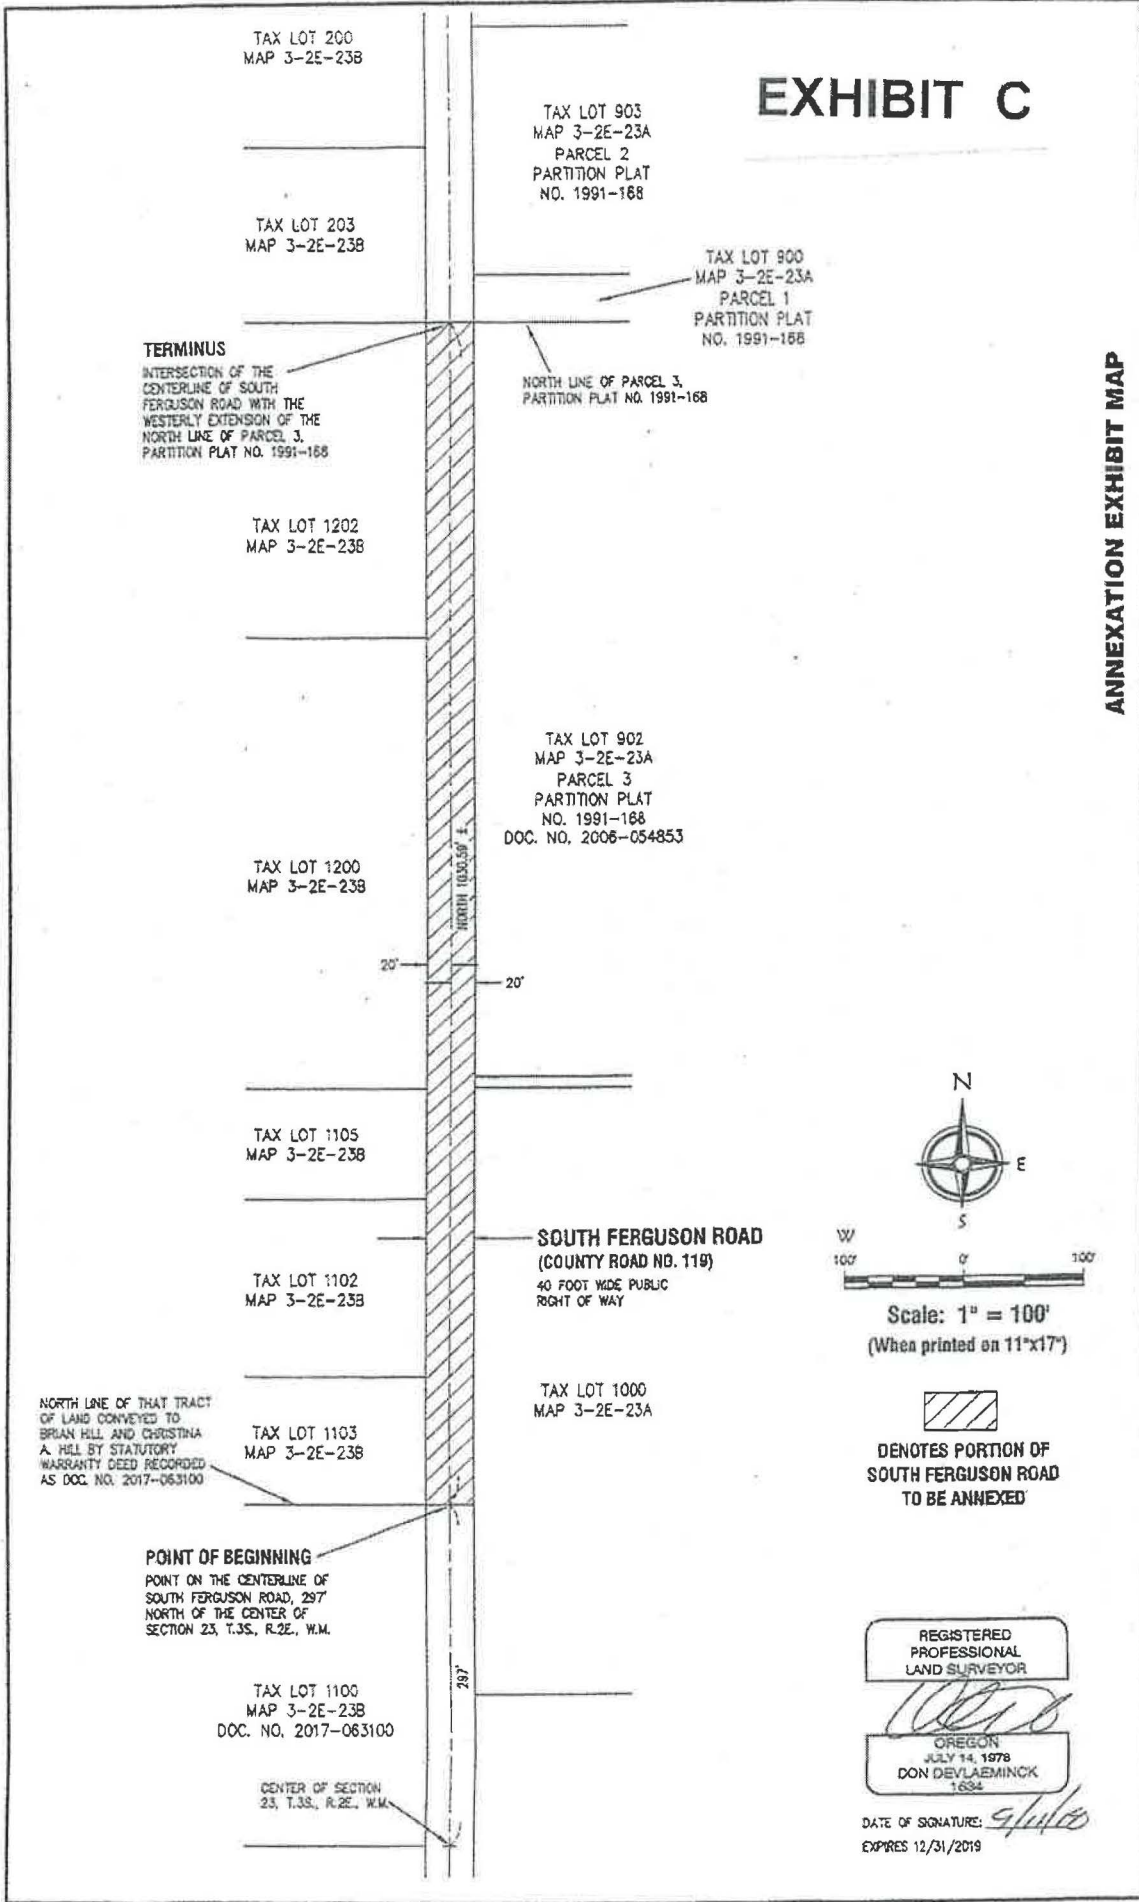 TAX LOT 200
MAP 3-2E-23B
EXHIBIT C
TAX LOT 903
MAP 3-2E-23A
PARCEL 2
PARTITION PLAT
NO. 1991-168
TAX LOT 203
MAP 3-2E-23B
TAX LOT 900
MAP 3-2E-23A
PARCEL 1
PARTITION PLAT
NO. 1991-168
TERMINUS
INTERSECTION OF THE
CENTERLINE OF SOUTH
FERGUSON ROAD WITH THE
WESTERLY EXTENSION OF THE
NORTH LINE OF PARCEL 3,
PARTITION PLAT NO. 1991-168
NORTH LINE OF PARCEL 3,
PARTITION PLAT NO. 1991-168
ANNEXATION EXHIBIT MAP
TAX LOT 1202
MAP 3-2E-23B
TAX LOT 902
MAP 3-2E-23A
PARCEL 3
PARTITION PLAT
NO. 1991-168
DOC. NO. 2006-054853
NORTH 1030.59' ±
TAX LOT 1200
MAP 3-2E-23B
20'
20'
TAX LOT 1105
MAP 3-2E-23B
N
E
S
W
SOUTH FERGUSON ROAD
(COUNTY ROAD NO. 119)
40 FOOT WIDE PUBLIC
RIGHT OF WAY
100' 0' 100'
Scale: 1" = 100'
(When printed on 11"x17")
TAX LOT 1102
MAP 3-2E-23B
TAX LOT 1000
MAP 3-2E-23A
NORTH LINE OF THAT TRACT
OF LAND CONVEYED TO
BRIAN HILL AND CHRISTINA
A. HILL BY STATUTORY
WARRANTY DEED RECORDED
AS DOC. NO. 2017-063100
TAX LOT 1103
MAP 3-2E-23B
DENOTES PORTION OF
SOUTH FERGUSON ROAD
TO BE ANNEXED
POINT OF BEGINNING
POINT ON THE CENTERLINE OF
SOUTH FERGUSON ROAD, 297'
NORTH OF THE CENTER OF
SECTION 23, T.3S., R.2E., W.M.
297'
TAX LOT 1100
MAP 3-2E-23B
DOC. NO. 2017-063100
CENTER OF SECTION
23, T.3S., R.2E., W.M.
REGISTERED
PROFESSIONAL
LAND SURVEYOR
OREGON
JULY 14, 1978
DON DEVLAEMINCK
1634
DATE OF SIGNATURE:
EXPIRES 12/31/2019